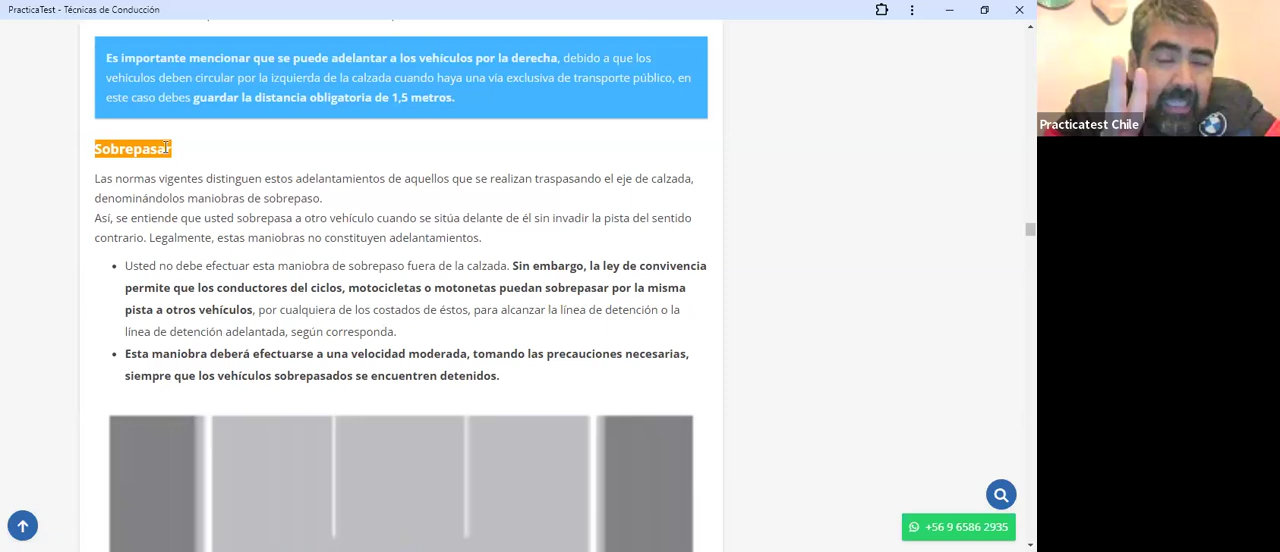 PracticaTest - Técnicas de Conducción
Es importante mencionar que se puede adelantar a los vehículos por la derecha, debido a que los
vehículos deben circular por la izquierda de la calzada cuando haya una vía exclusiva de transporte público, en
este caso debes guardar la distancia obligatoria de 1,5 metros.
Sobrepasar
Las normas vigentes distinguen estos adelantamientos de aquellos que se realizan traspasando el eje de calzada,
denominándolos maniobras de sobrepaso.
Así, se entiende que usted sobrepasa a otro vehículo cuando se sitúa delante de él sin invadir la pista del sentido
contrario. Legalmente, estas maniobras no constituyen adelantamientos.
• Usted no debe efectuar esta maniobra de sobrepaso fuera de la calzada. Sin embargo, la ley de convivencia
permite que los conductores del ciclos, motocicletas o motonetas puedan sobrepasar por la misma
pista a otros vehículos, por cualquiera de los costados de éstos, para alcanzar la línea de detención o la
línea de detención adelantada, según corresponda.
• Esta maniobra deberá efectuarse a una velocidad moderada, tomando las precauciones necesarias,
siempre que los vehículos sobrepasados se encuentren detenidos.
+56 9 6586 2935
Practicatest Chile